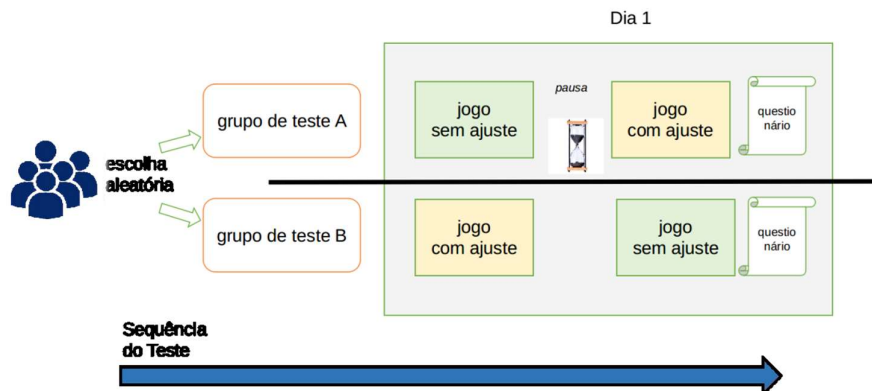 Dia 1
escolha
aleatória
grupo de teste A
jogo
sem ajuste
pausa
jogo
com ajuste
questio
nário
grupo de teste B
jogo
com ajuste
jogo
sem ajuste
questio
nário
Sequência
do Teste